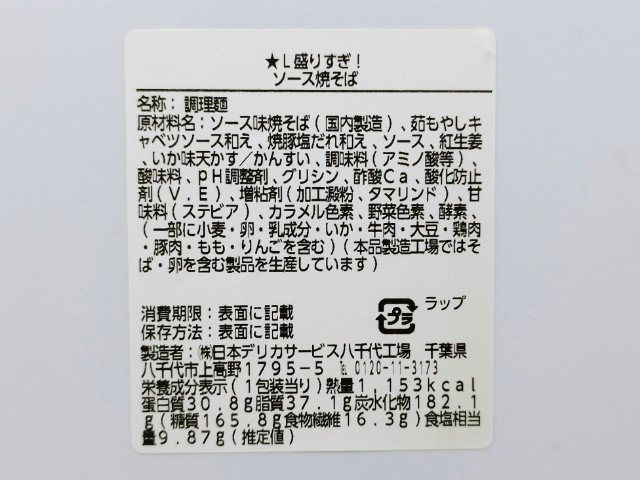 ★L盛りすぎ!
ソース焼そば
名称:調理麺
原材料名:ソース味焼そば(国内製造)、茹もやしキ
ャベツソース和え、焼豚塩だれ和え、ソース、紅生姜
、いか味天かす/かんすい、調味料(アミノ酸等)、
酸味料、pH調整剤、グリシン、酢酸Ca、酸化防止
剤(V.E)、増粘剤(加工澱粉、タマリンド)、甘
味料(ステビア)、カラメル色素、野菜色素、酵素、
(一部に小麦・卵・乳成分・いか・牛肉・大豆・鶏肉
・豚肉・もも・りんごを含む)(本品製造工場ではそ
ば・卵を含む製品を生産しています)
消費期限:表面に記載
保存方法:表面に記載
プラ ラップ
製造者:㈱日本デリカサービス八千代工場 千葉県
八千代市上高野1795-5 ℡ 0120-11-3173
栄養成分表示(1包装当り)熱量1,153kcal
蛋白質30.8g脂質37.1g炭水化物182.1
g(糖質165.8g食物繊維16.3g)食塩相当
量9.87g(推定値)